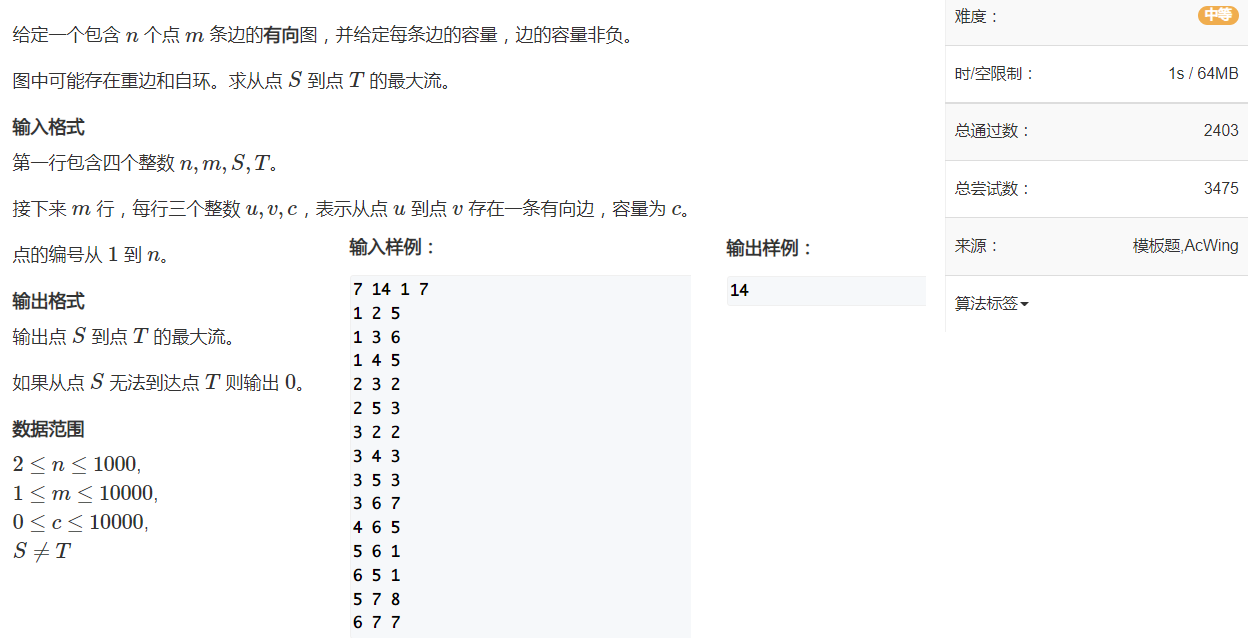 给定一个包含 n 个点 m 条边的有向图，并给定每条边的容量，边的容量非负。
图中可能存在重边和自环。求从点 S 到点 T 的最大流。
输入格式
第一行包含四个整数 n, m, S, T。
接下来 m 行，每行三个整数 u, v, c，表示从点 u 到点 v 存在一条有向边，容量为 c。
点的编号从 1 到 n。
输出格式
输出点 S 到点 T 的最大流。
如果从点 S 无法到达点 T 则输出 0。
数据范围
2 ≤ n ≤ 1000,
1 ≤ m ≤ 10000,
0 ≤ c ≤ 10000,
S ≠ T
输入样例：
7 14 1 7
1 2 5
1 3 6
1 4 5
2 3 2
2 5 3
3 2 2
3 4 3
3 5 3
3 6 7
4 6 5
5 6 1
6 5 1
5 7 8
6 7 7
输出样例：
14
难度： 中等
时/空限制： 1s / 64MB
总通过数： 2403
总尝试数： 3475
来源： 模板题,AcWing
算法标签